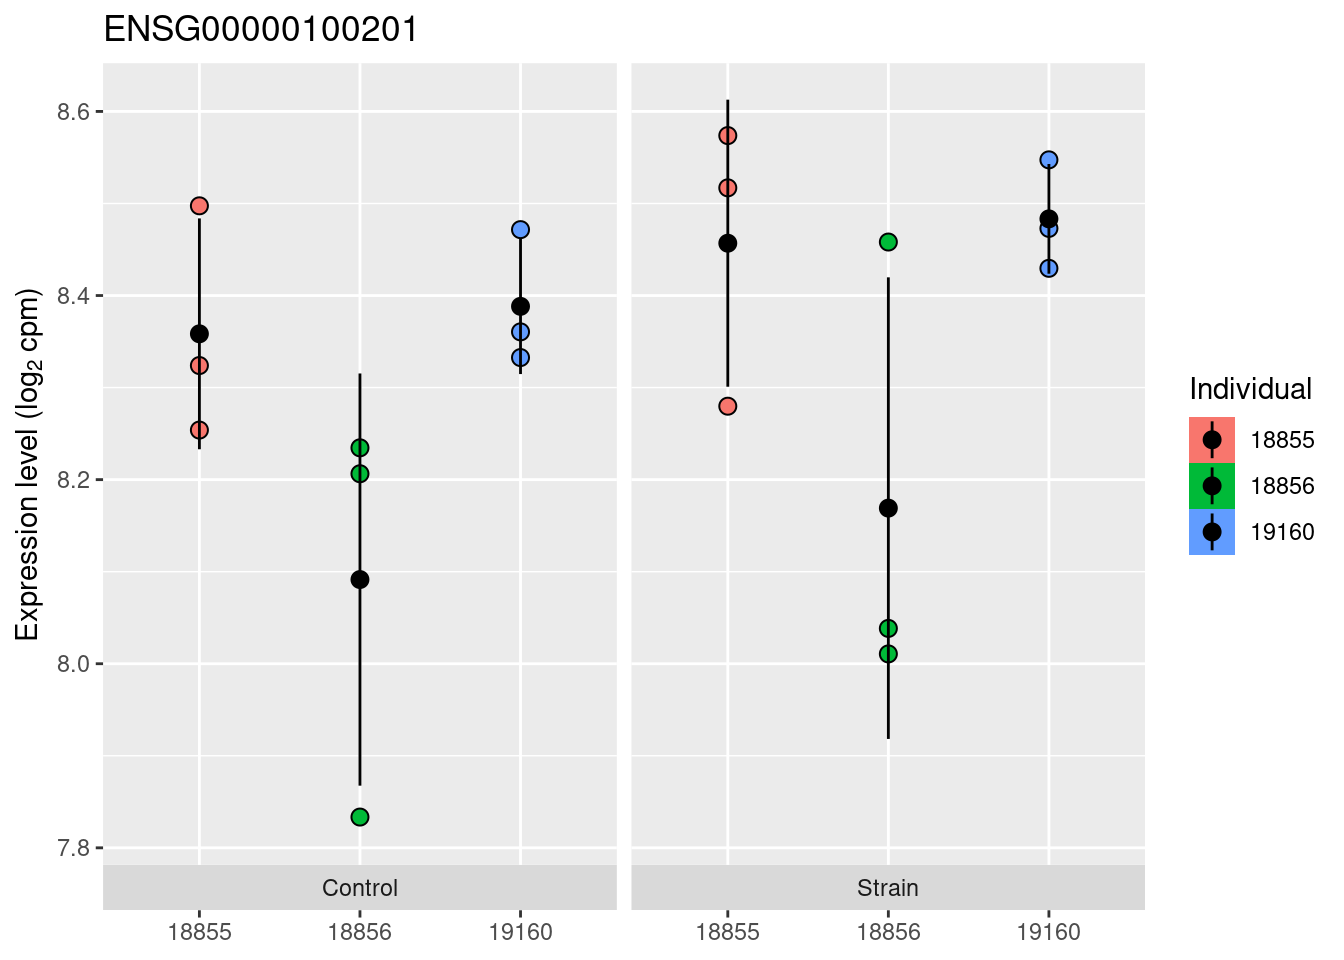 ENSG00000100201
Expression level (log₂ cpm)
8.6
8.4
8.2
8.0
7.8
Control
Strain
18855
18856
19160
18855
18856
19160
Individual
18855
18856
19160